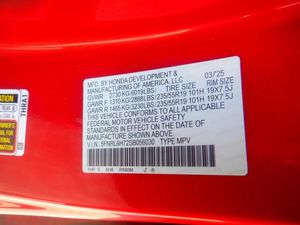 MFD. BY HONDA DEVELOPMENT &
MANUFACTURING OF AMERICA, LLC 03/25
GVWR 2730 KG(6019LBS) TIRE SIZE RIM SIZE
GAWR F 1310 KG(2888LBS) 235/55R19 101H 19X7.5J
GAWR R 1465 KG(3230LBS) 235/55R19 101H 19X7.5J
THIS VEHICLE CONFORMS TO ALL APPLICABLE
FEDERAL MOTOR VEHICLE SAFETY
STANDARDS IN EFFECT ON THE DATE OF
MANUFACTURE SHOWN ABOVE.
V.I.N. 5FNRL6H72SB056030 TYPE MPV
THRA1